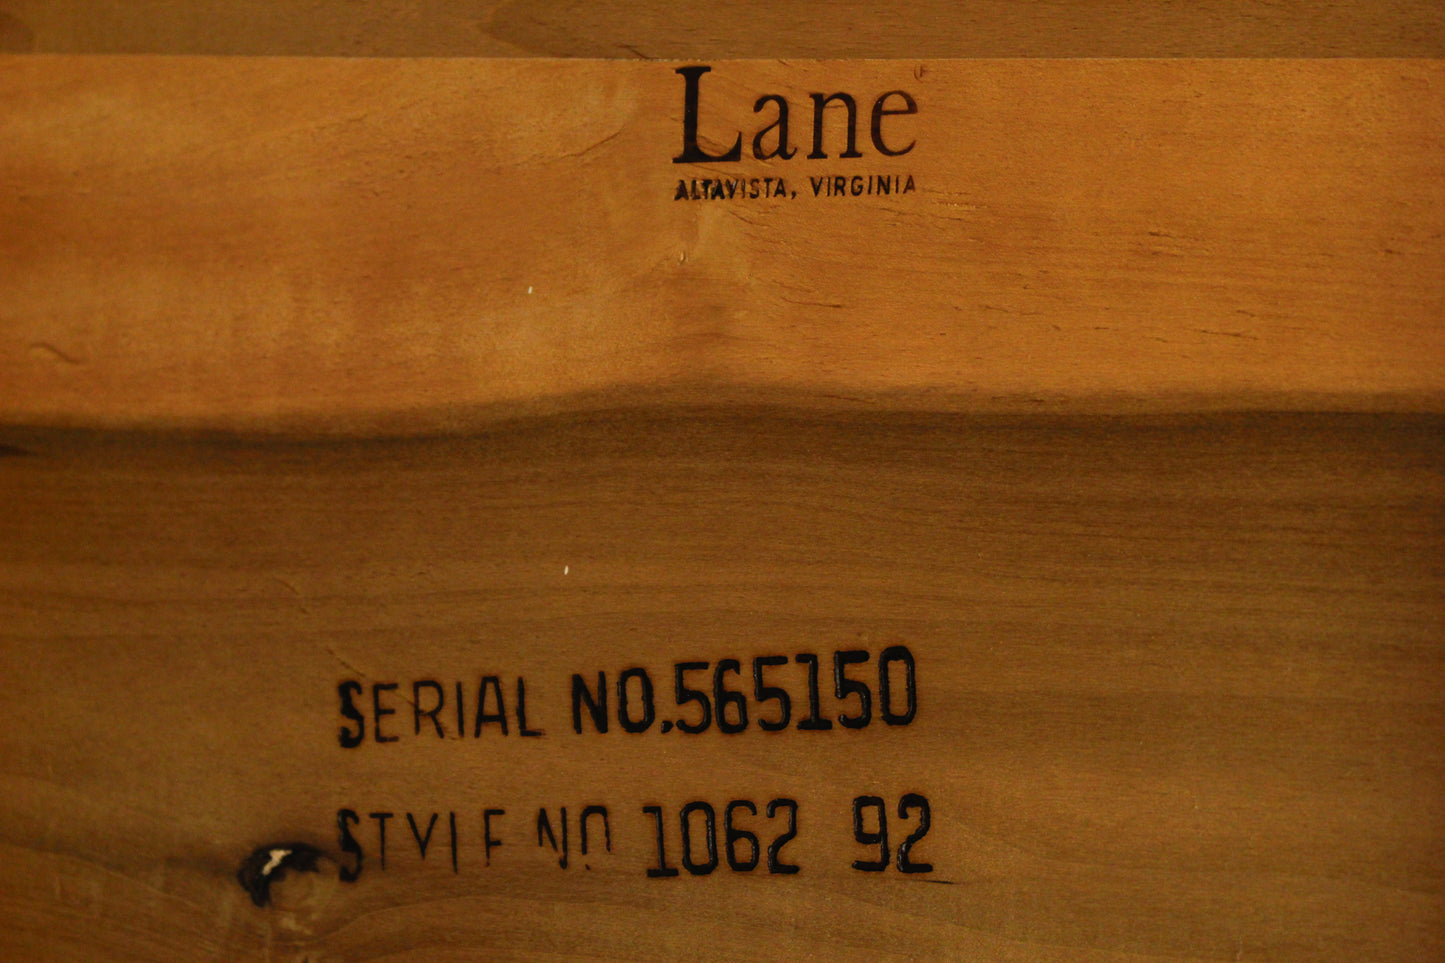 Lane
ALTAVISTA, VIRGINIA
SERIAL NO.565150
STYLE NO 1062 92